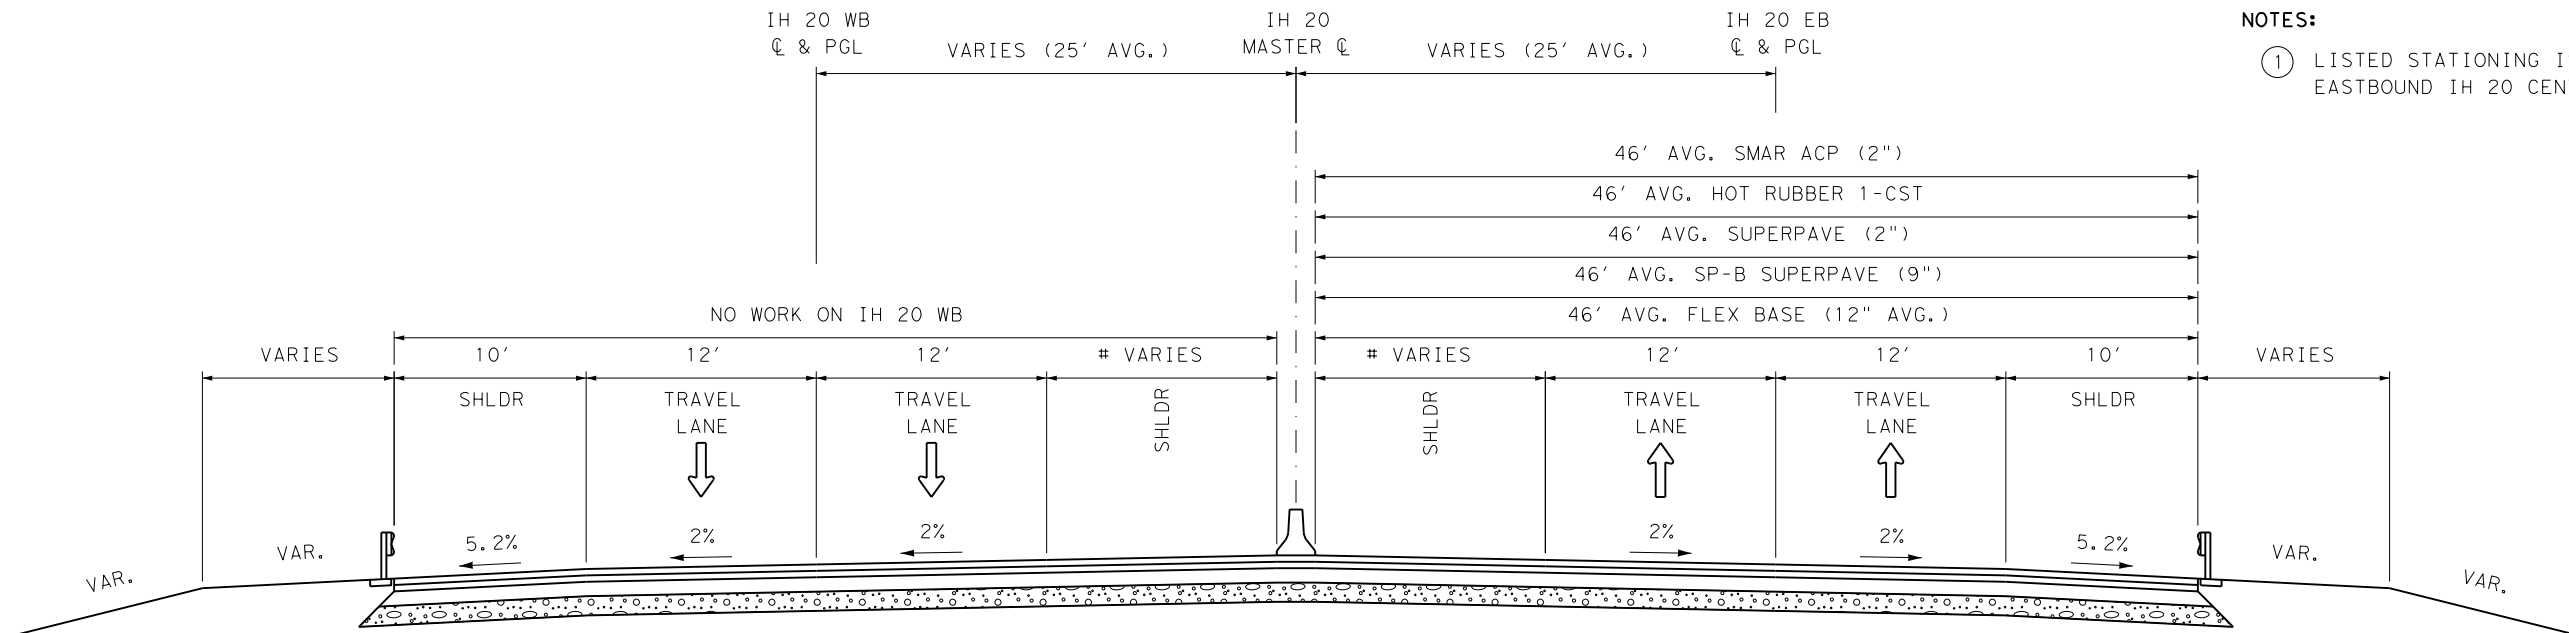 IH 20 WB
℄ & PGL
VARIES (25' AVG.)
IH 20
MASTER ℄
VARIES (25' AVG.)
IH 20 EB
℄ & PGL
NOTES:
1 LISTED STATIONING
EASTBOUND IH 20
46' AVG. SMAR ACP (2")
46' AVG. HOT RUBBER 1-CST
46' AVG. SUPERPAVE (2")
46' AVG. SP-B SUPERPAVE (9")
NO WORK ON IH 20 WB
46' AVG. FLEX BASE (12" AVG.)
VARIES
10'
12'
12'
# VARIES
# VARIES
12'
12'
10'
VARIES
SHLDR
TRAVEL
LANE
TRAVEL
LANE
SHLDR
SHLDR
TRAVEL
LANE
TRAVEL
LANE
SHLDR
VAR.
VAR.
5.2%
2%
2%
2%
2%
5.2%
VAR.
VAR.